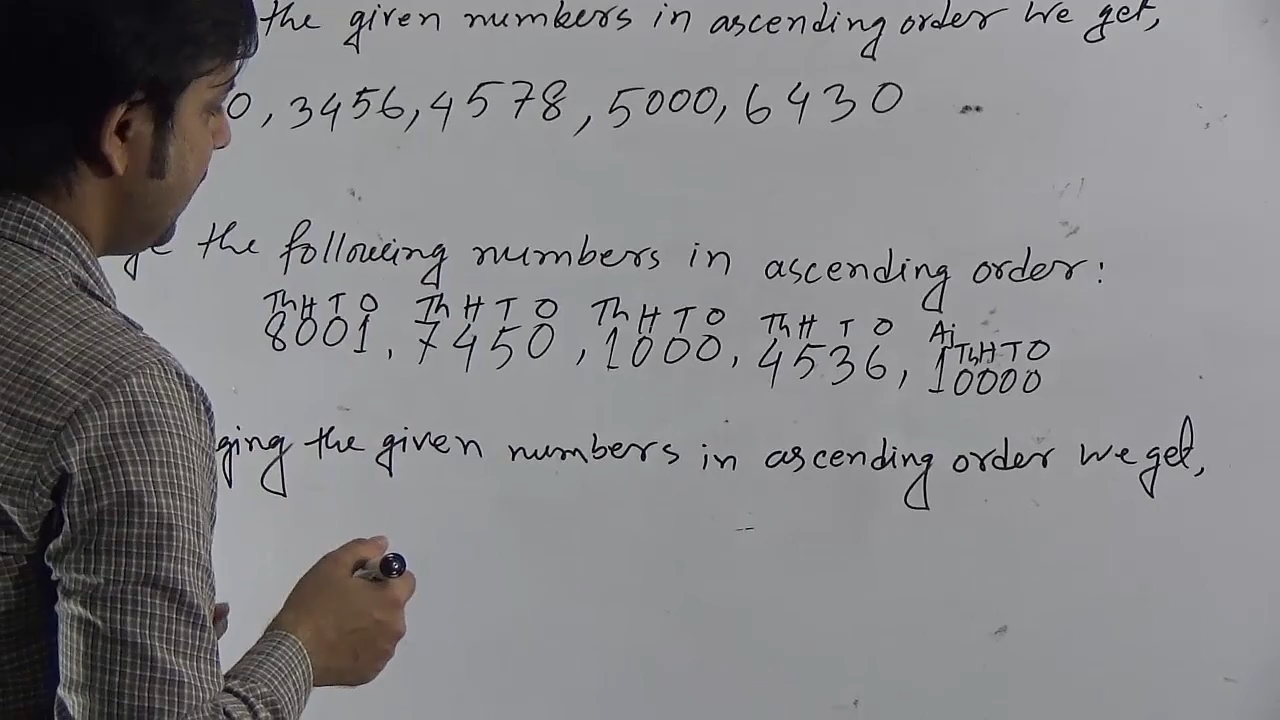 the given numbers in ascending order we get,
0, 3456, 4578, 5000, 6430
the following numbers in ascending order:
Th H T O Th H T O Th H T O Th H T O Aj Th H T O
8001, 7450, 1000, 4536, 10000
ging the given numbers in ascending order we get,